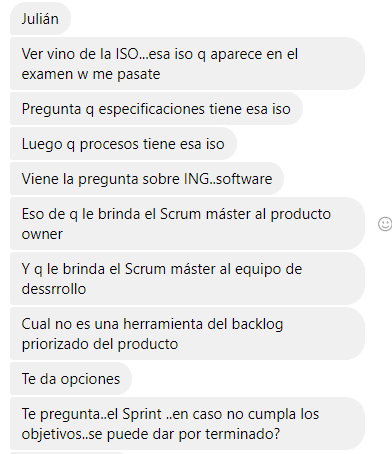 Julián
Ver vino de la ISO...esa iso q aparece en el
examen w me pasate
Pregunta q especificaciones tiene esa iso
Luego q procesos tiene esa iso
Viene la pregunta sobre ING..software
Eso de q le brinda el Scrum máster al producto
owner
Y q le brinda el Scrum máster al equipo de
dessrrollo
Cual no es una herramienta del backlog
priorizado del producto
Te da opciones
Te pregunta..el Sprint ..en caso no cumpla los
objetivos..se puede dar por terminado?